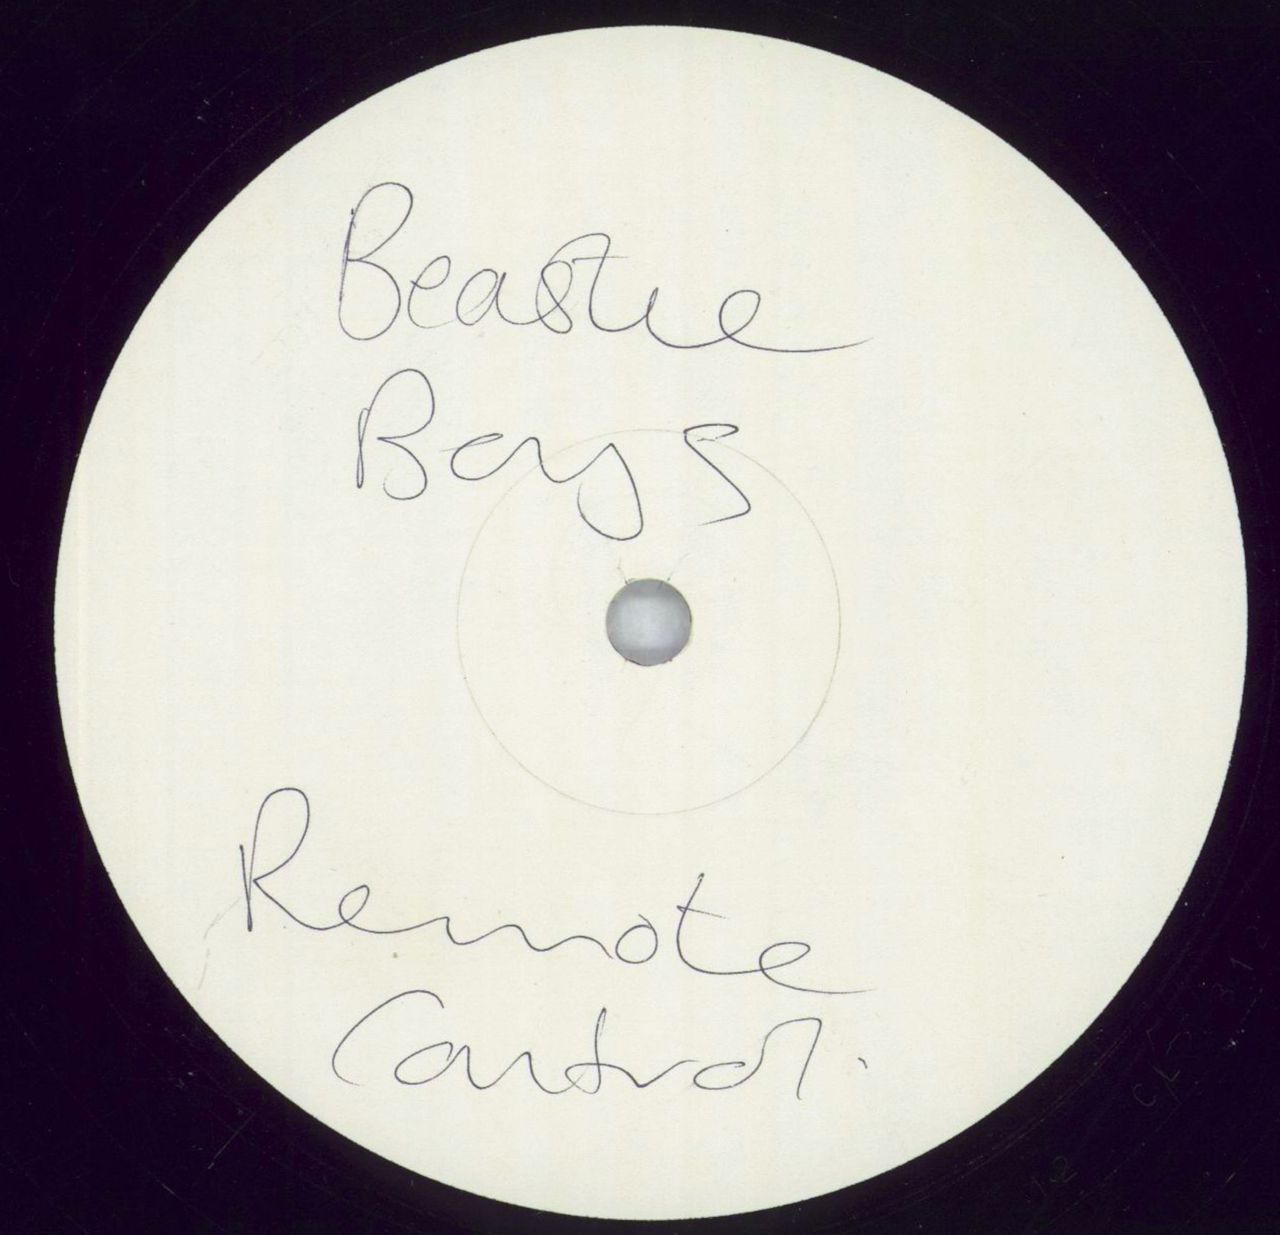 Beastie
Boys
Remote
Control.